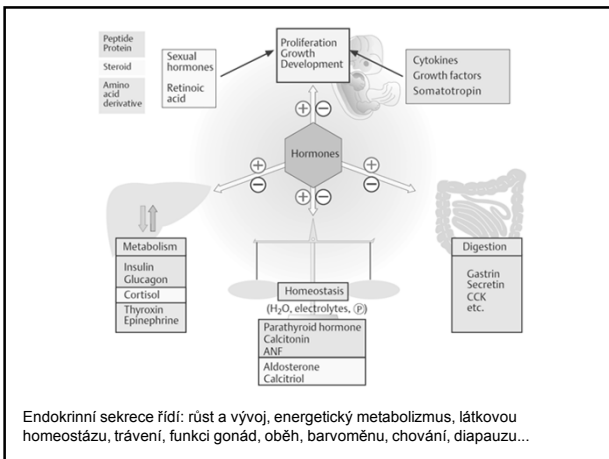 Peptide
Protein
Steroid
Amino
acid
derivative
Sexual
hormones
Retinoic
acid
Proliferation
Growth
Development
Cytokines
Growth factors
Somatotropin
+ −
Hormones
+
−
+
−
+ −
Metabolism
Insulin
Glucagon
Cortisol
Thyroxin
Epinephrine
Homeostasis
(H₂O, electrolytes, Ⓟ)
Parathyroid hormone
Calcitonin
ANF
Aldosterone
Calcitriol
Digestion
Gastrin
Secretin
CCK
etc.
Endokrinní sekrece řídí: růst a vývoj, energetický metabolizmus, látkovou
homeostázu, trávení, funkci gonád, oběh, barvoměnu, chování, diapauzu...